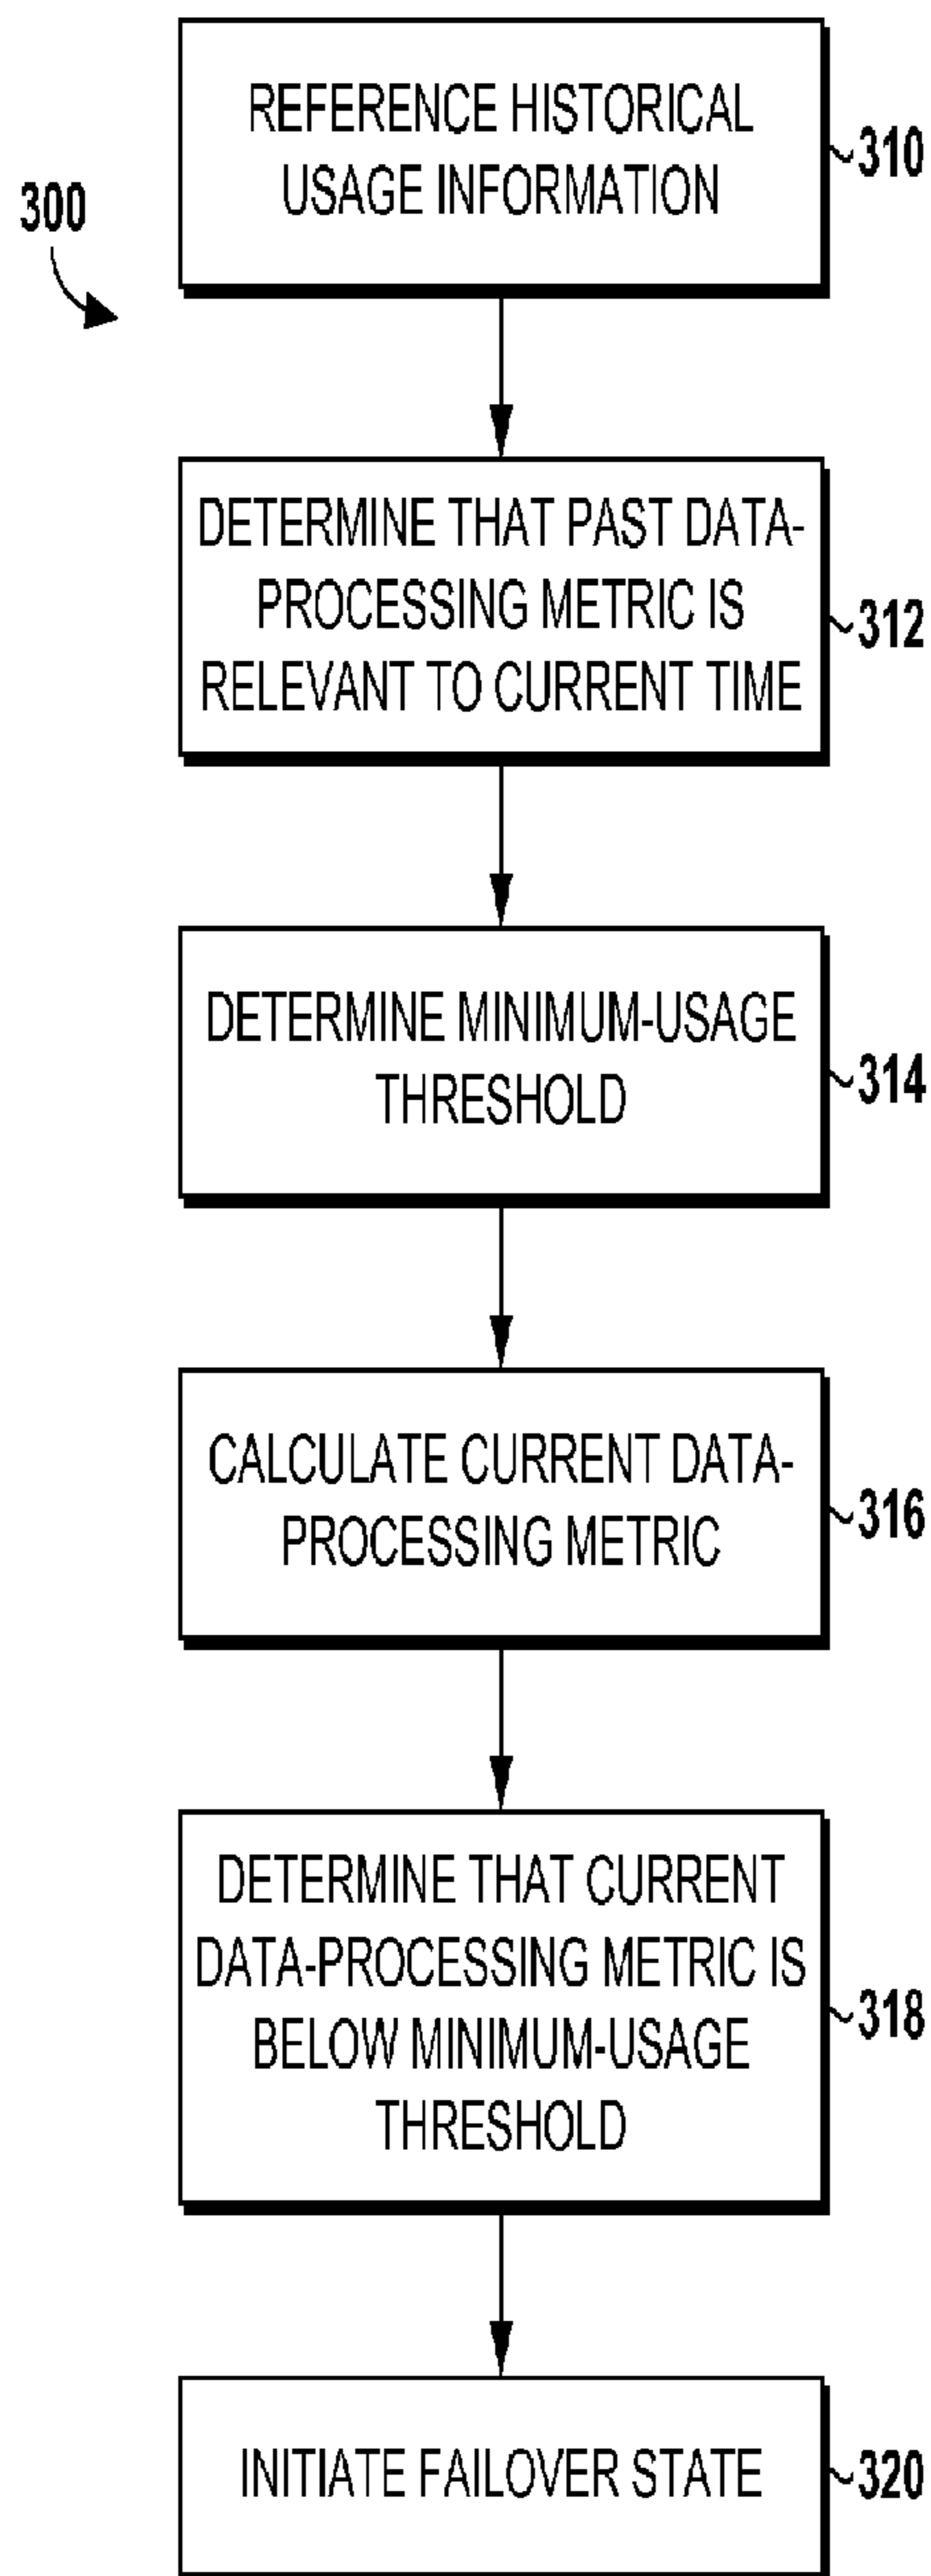 REFERENCE HISTORICAL
USAGE INFORMATION
310
300
DETERMINE THAT PAST DATA-
PROCESSING METRIC IS
RELEVANT TO CURRENT TIME
312
DETERMINE MINIMUM-USAGE
THRESHOLD
314
CALCULATE CURRENT DATA-
PROCESSING METRIC
316
DETERMINE THAT CURRENT
DATA-PROCESSING METRIC IS
BELOW MINIMUM-USAGE
THRESHOLD
318
INITIATE FAILOVER STATE
320